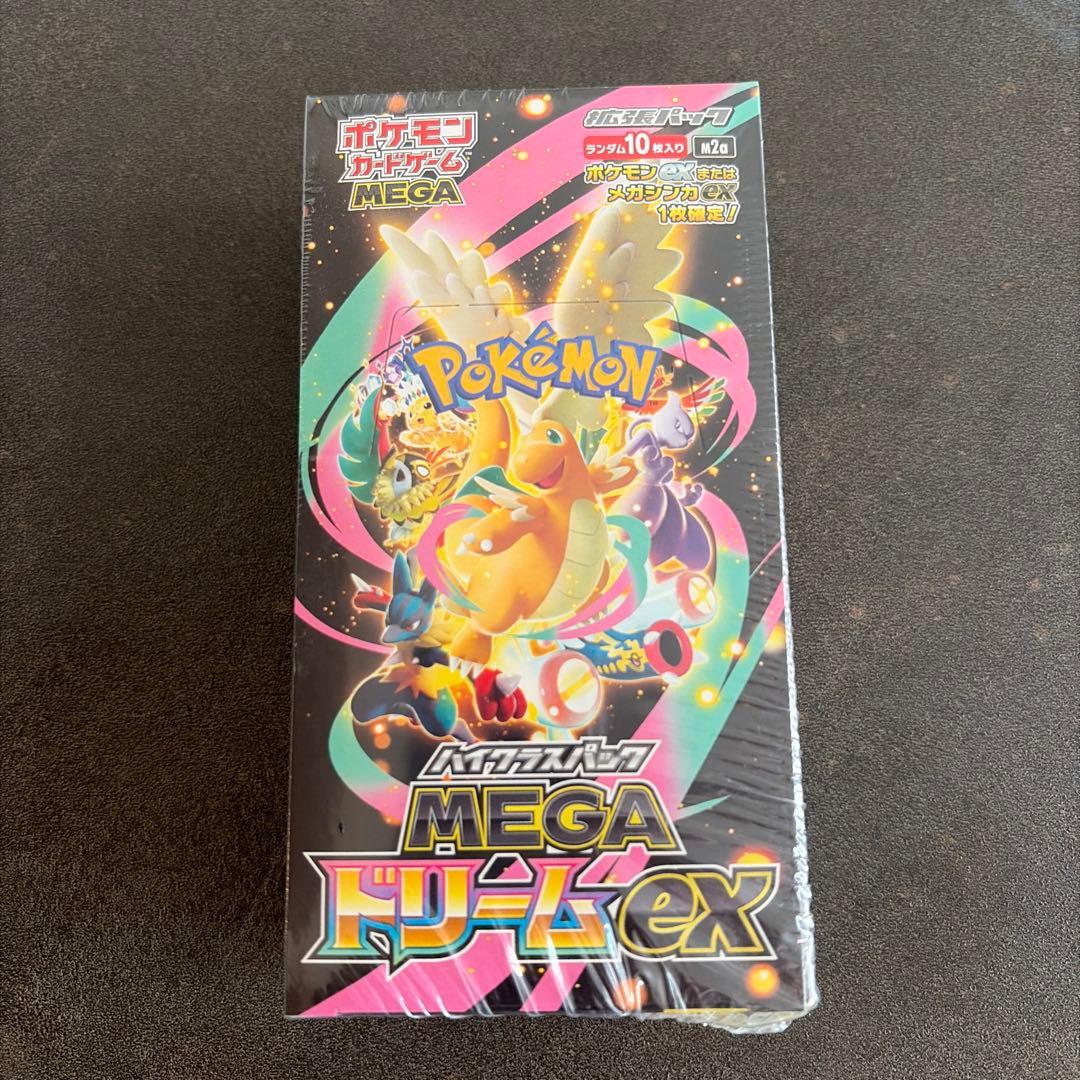 ポケモン
カードゲーム™
MEGA
拡張パック
ランダム10枚入り M2a
ポケモンexまたは
メガシンカex
1枚確定!
POKÉMON™
ハイクラスパック
MEGA
ドリームex